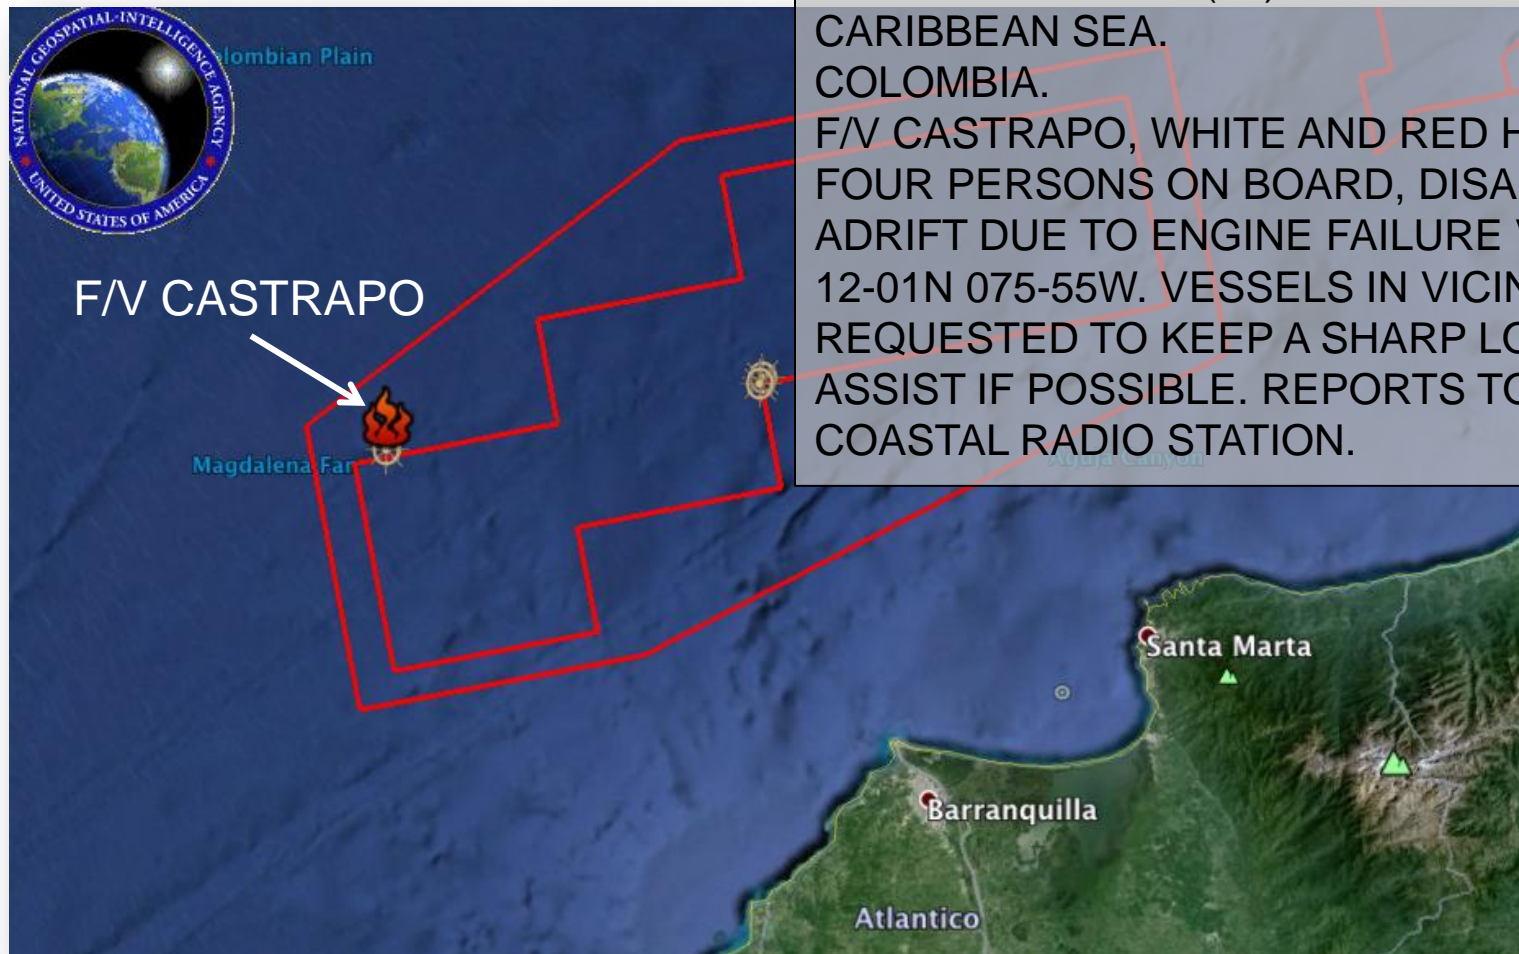 NATIONAL GEOSPATIAL-INTELLIGENCE AGENCY
UNITED STATES OF AMERICA
lombian Plain
CARIBBEAN SEA.
COLOMBIA.
F/V CASTRAPO, WHITE AND RED H
FOUR PERSONS ON BOARD, DISA
ADRIFT DUE TO ENGINE FAILURE
12-01N 075-55W. VESSELS IN VICIN
REQUESTED TO KEEP A SHARP LO
ASSIST IF POSSIBLE. REPORTS TO
COASTAL RADIO STATION.
F/V CASTRAPO
Magdalena Fan
Aguja Canyon
Santa Marta
Barranquilla
Atlantico